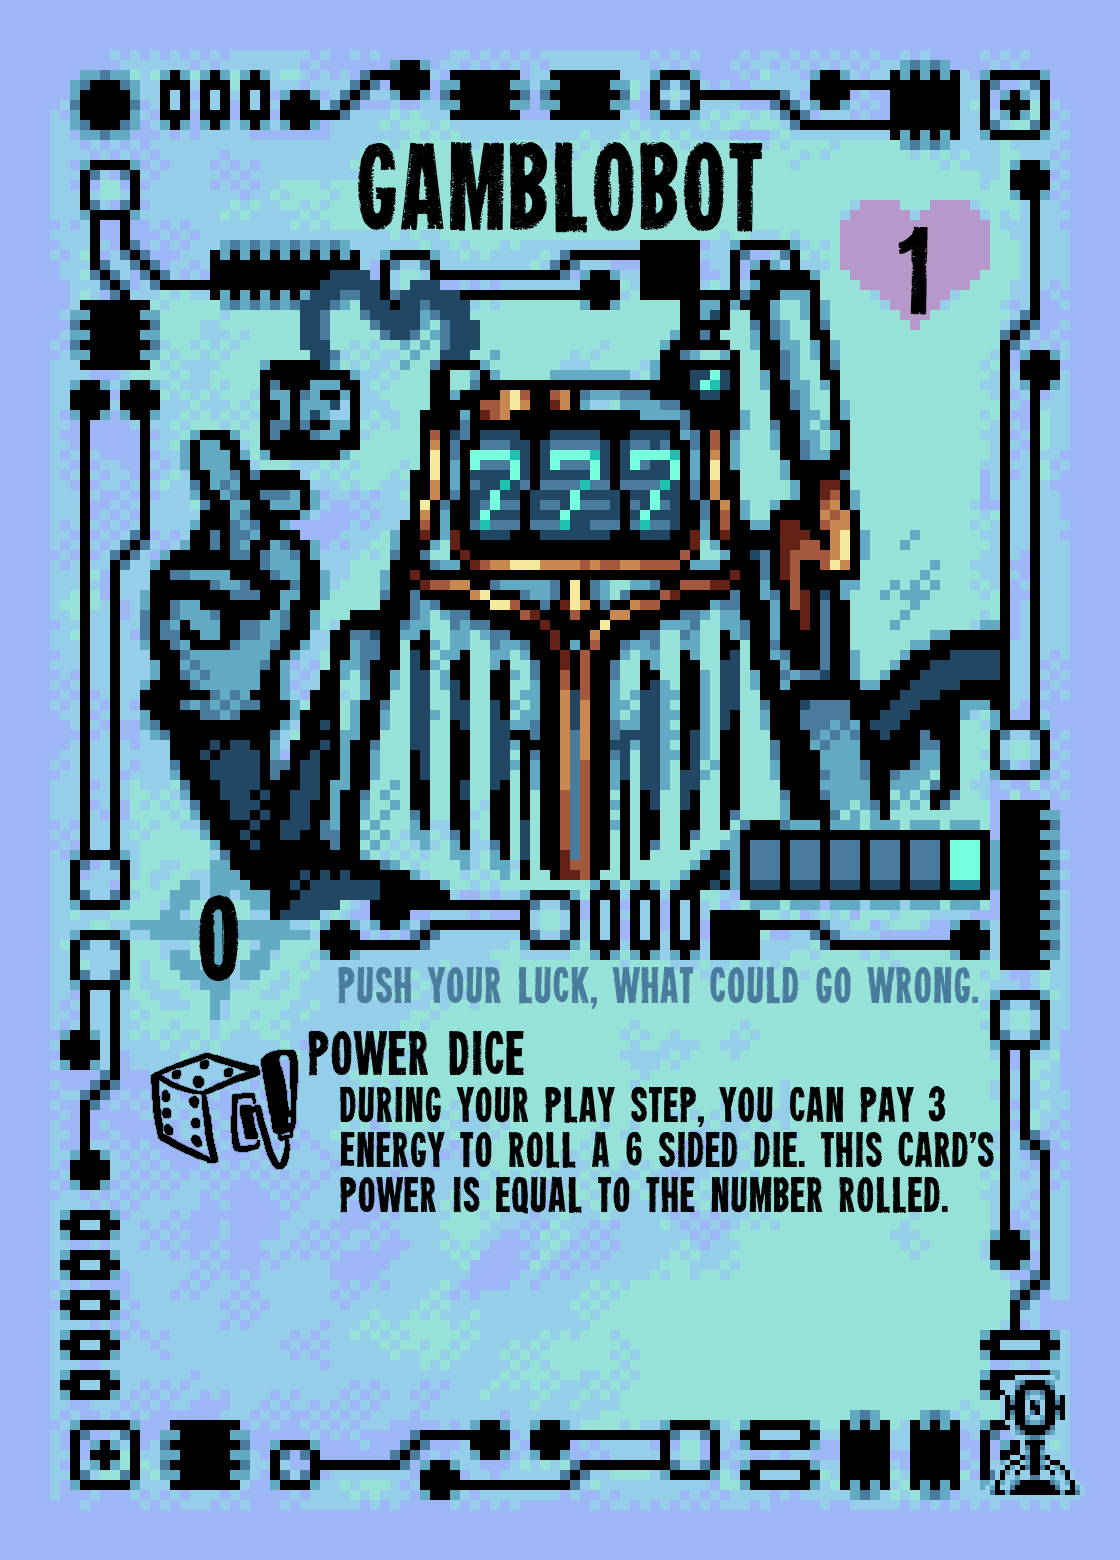 GAMBLOBOT
1
777
0
PUSH YOUR LUCK, WHAT COULD GO WRONG.
POWER DICE
DURING YOUR PLAY STEP, YOU CAN PAY 3
ENERGY TO ROLL A 6 SIDED DIE. THIS CARD'S
POWER IS EQUAL TO THE NUMBER ROLLED.